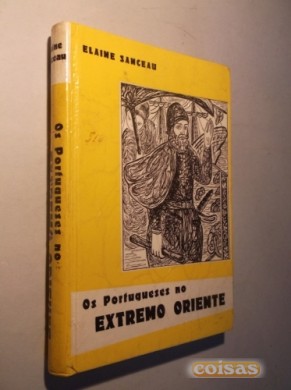 ELAINE SANCEAU
Os Portugueses no
EXTREMO ORIENTE
Os Portugueses no
coisas